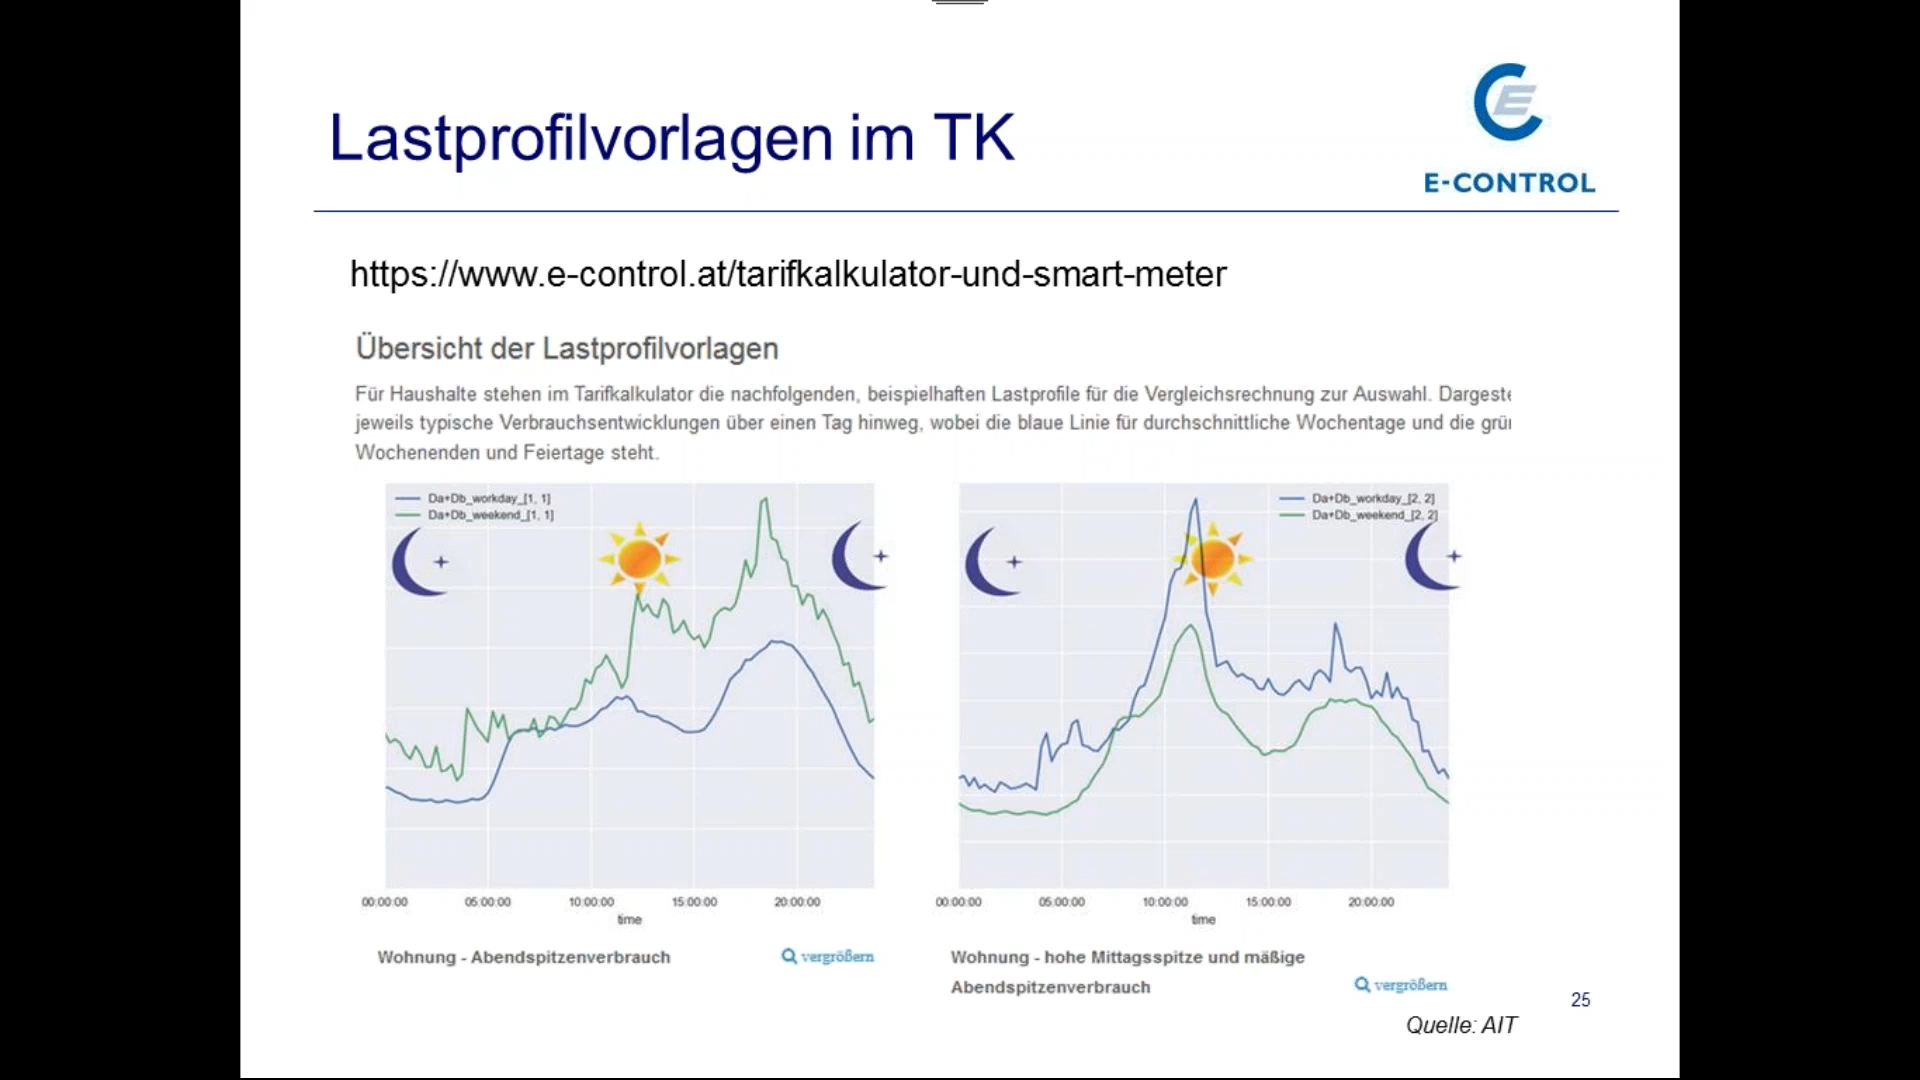 Lastprofilvorlagen im TK
E-CONTROL
https://www.e-control.at/tarifkalkulator-und-smart-meter
Übersicht der Lastprofilvorlagen
Für Haushalte stehen im Tarifkalkulator die nachfolgenden, beispielhaften Lastprofile für die Vergleichsrechnung zur Auswahl. Dargeste
jeweils typische Verbrauchsentwicklungen über einen Tag hinweg, wobei die blaue Linie für durchschnittliche Wochentage und die grü
Wochenenden und Feiertage steht.
Da+Db_workday_[1, 1]
Da+Db_weekend_[1, 1]
00:00:00 05:00:00 10:00:00 15:00:00 20:00:00
time
Wohnung - Abendspitzenverbrauch
vergrößern
Da+Db_workday_[2, 2]
Da+Db_weekend_[2, 2]
00:00:00 05:00:00 10:00:00 15:00:00 20:00:00
time
Wohnung - hohe Mittagsspitze und mäßige
Abendspitzenverbrauch
vergrößern
25
Quelle: AIT